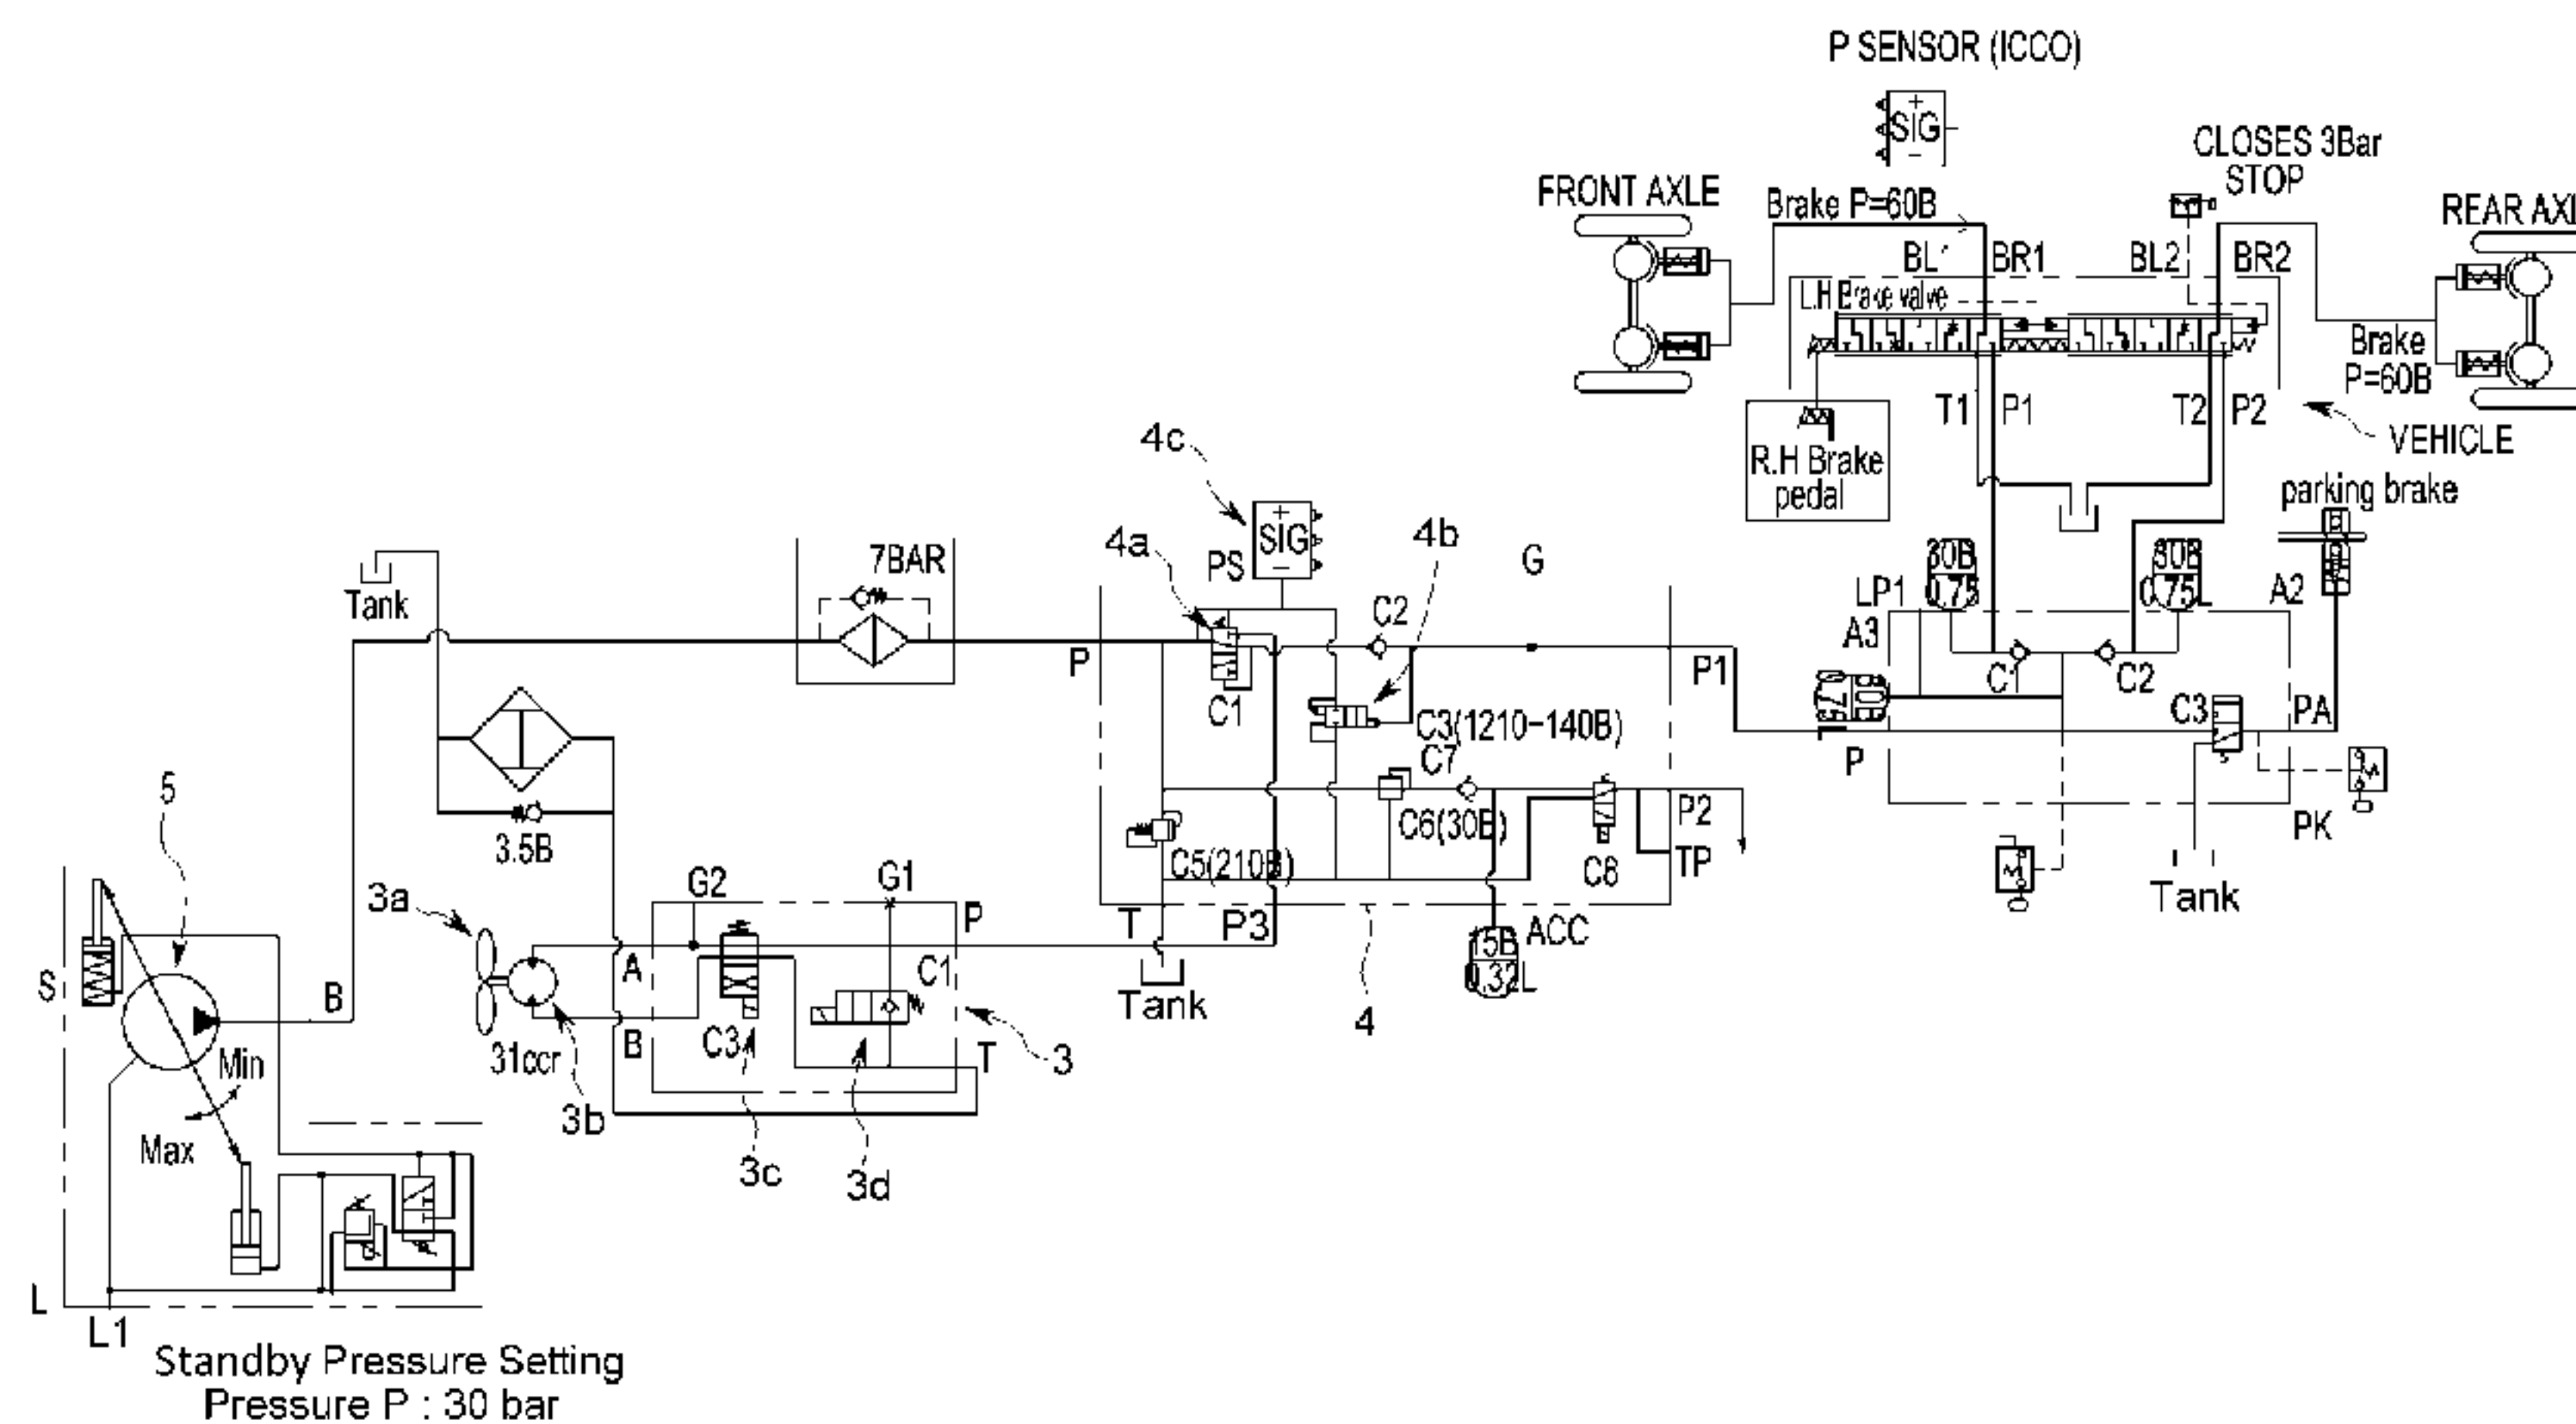 P SENSOR (ICCO)
+
SIG
−
CLOSES 3Bar
STOP
FRONT AXLE
Brake P=60B
REAR AXL
BL1
BR1
BL2
BR2
L.H Brake valve
Brake
P=60B
T1
P1
T2
P2
VEHICLE
R.H Brake
pedal
parking brake
4c
+
SIG
−
PS
4a
4b
G
7BAR
Tank
C2
P
C1
C3(1210-140B)
C7
C6(30B)
C5(210B)
C8
P1
P2
TP
T
P3
ACC
15B
0.32L
4
Tank
LP1
30B
0.75
0.75L
A2
A3
C1
C2
C3
PA
P
PK
Tank
5
3.5B
3a
G2
G1
P
A
C1
B
C3
T
3
31ccr
3b
3c
3d
S
B
Min
Max
L
L1
Standby Pressure Setting
Pressure P : 30 bar